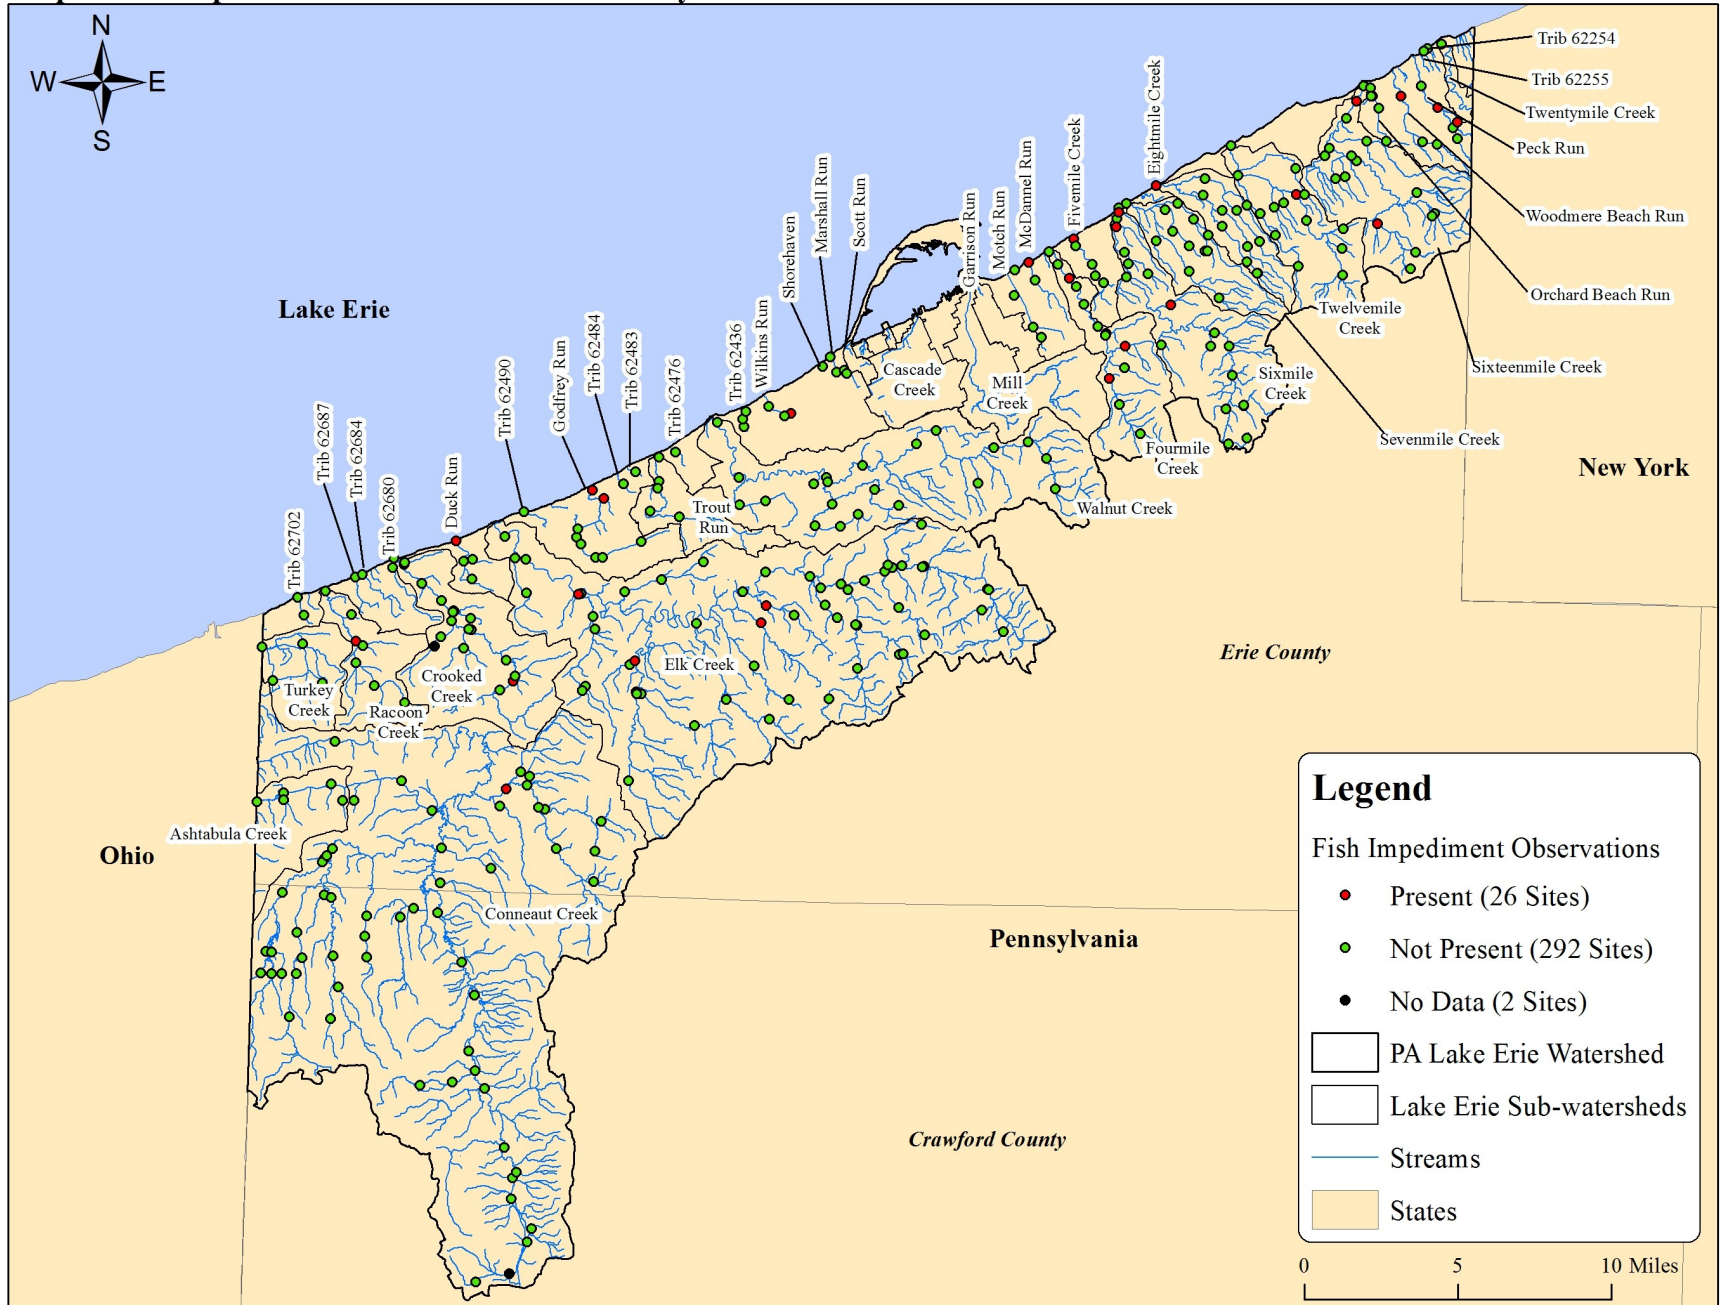 N
W
E
S
Trib 62254
Trib 62255
Twentymile Creek
Peck Run
Woodmere Beach Run
Orchard Beach Run
Sixteenmile Creek
Twelvemile
Creek
Sevenmile Creek
Sixmile
Creek
Fourmile
Creek
Eightmile Creek
Fivemile Creek
McDannel Run
Motch Run
Garrison Run
Scott Run
Marshall Run
Shorehaven
Wilkins Run
Trib 62436
Trib 62476
Trib 62483
Trib 62484
Godfrey Run
Trib 62490
Duck Run
Trib 62680
Trib 62684
Trib 62687
Trib 62702
Lake Erie
Cascade
Creek
Mill
Creek
Walnut Creek
Trout
Run
Elk Creek
Crooked
Creek
Turkey
Creek
Racoon
Creek
Ashtabula Creek
Conneaut Creek
Ohio
New York
Pennsylvania
Erie County
Crawford County
Legend
Fish Impediment Observations
Present (26 Sites)
Not Present (292 Sites)
No Data (2 Sites)
PA Lake Erie Watershed
Lake Erie Sub-watersheds
Streams
States
0 5 10 Miles